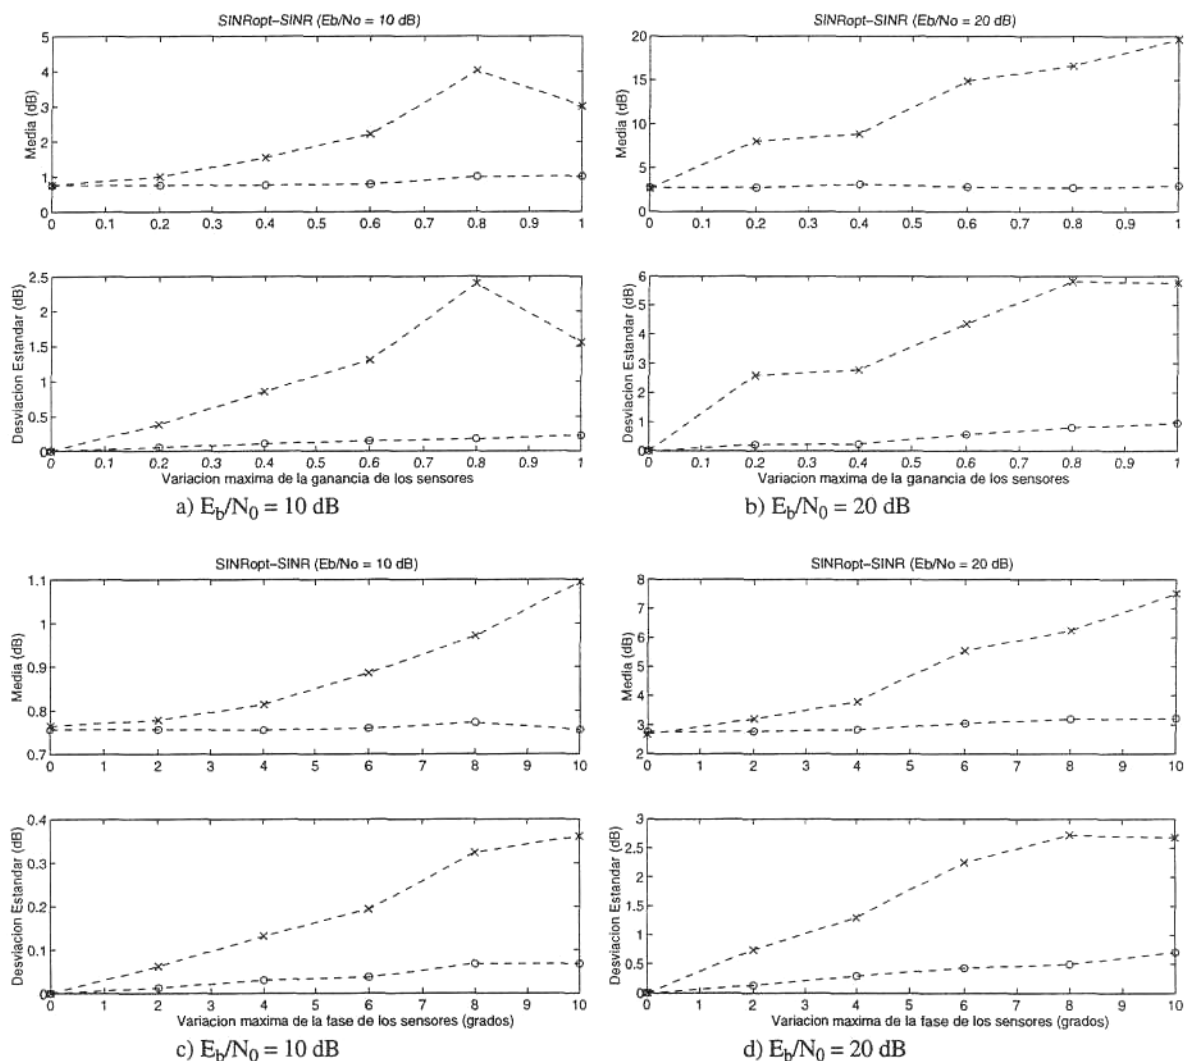 SINRopt-SINR (Eb/No = 10 dB)
Media (dB)
5
4
3
2
1
0
0 0.1 0.2 0.3 0.4 0.5 0.6 0.7 0.8 0.9 1
Desviacion Estandar (dB)
2.5
2
1.5
1
0.5
0
0 0.1 0.2 0.3 0.4 0.5 0.6 0.7 0.8 0.9 1
Variacion maxima de la ganancia de los sensores
a) Eb/N0 = 10 dB
SINRopt-SINR (Eb/No = 20 dB)
Media (dB)
20
15
10
5
0
0 0.1 0.2 0.3 0.4 0.5 0.6 0.7 0.8 0.9 1
Desviacion Estandar (dB)
6
5
4
3
2
1
0
0 0.1 0.2 0.3 0.4 0.5 0.6 0.7 0.8 0.9 1
Variacion maxima de la ganancia de los sensores
b) Eb/N0 = 20 dB
SINRopt-SINR (Eb/No = 10 dB)
Media (dB)
1.1
1
0.9
0.8
0.7
0 1 2 3 4 5 6 7 8 9 10
Desviacion Estandar (dB)
0.4
0.3
0.2
0.1
0
0 1 2 3 4 5 6 7 8 9 10
Variacion maxima de la fase de los sensores (grados)
c) Eb/N0 = 10 dB
SINRopt-SINR (Eb/No = 20 dB)
Media (dB)
8
7
6
5
4
3
2
0 1 2 3 4 5 6 7 8 9 10
Desviacion Estandar (dB)
3
2.5
2
1.5
1
0.5
0
0 1 2 3 4 5 6 7 8 9 10
Variacion maxima de la fase de los sensores (grados)
d) Eb/N0 = 20 dB